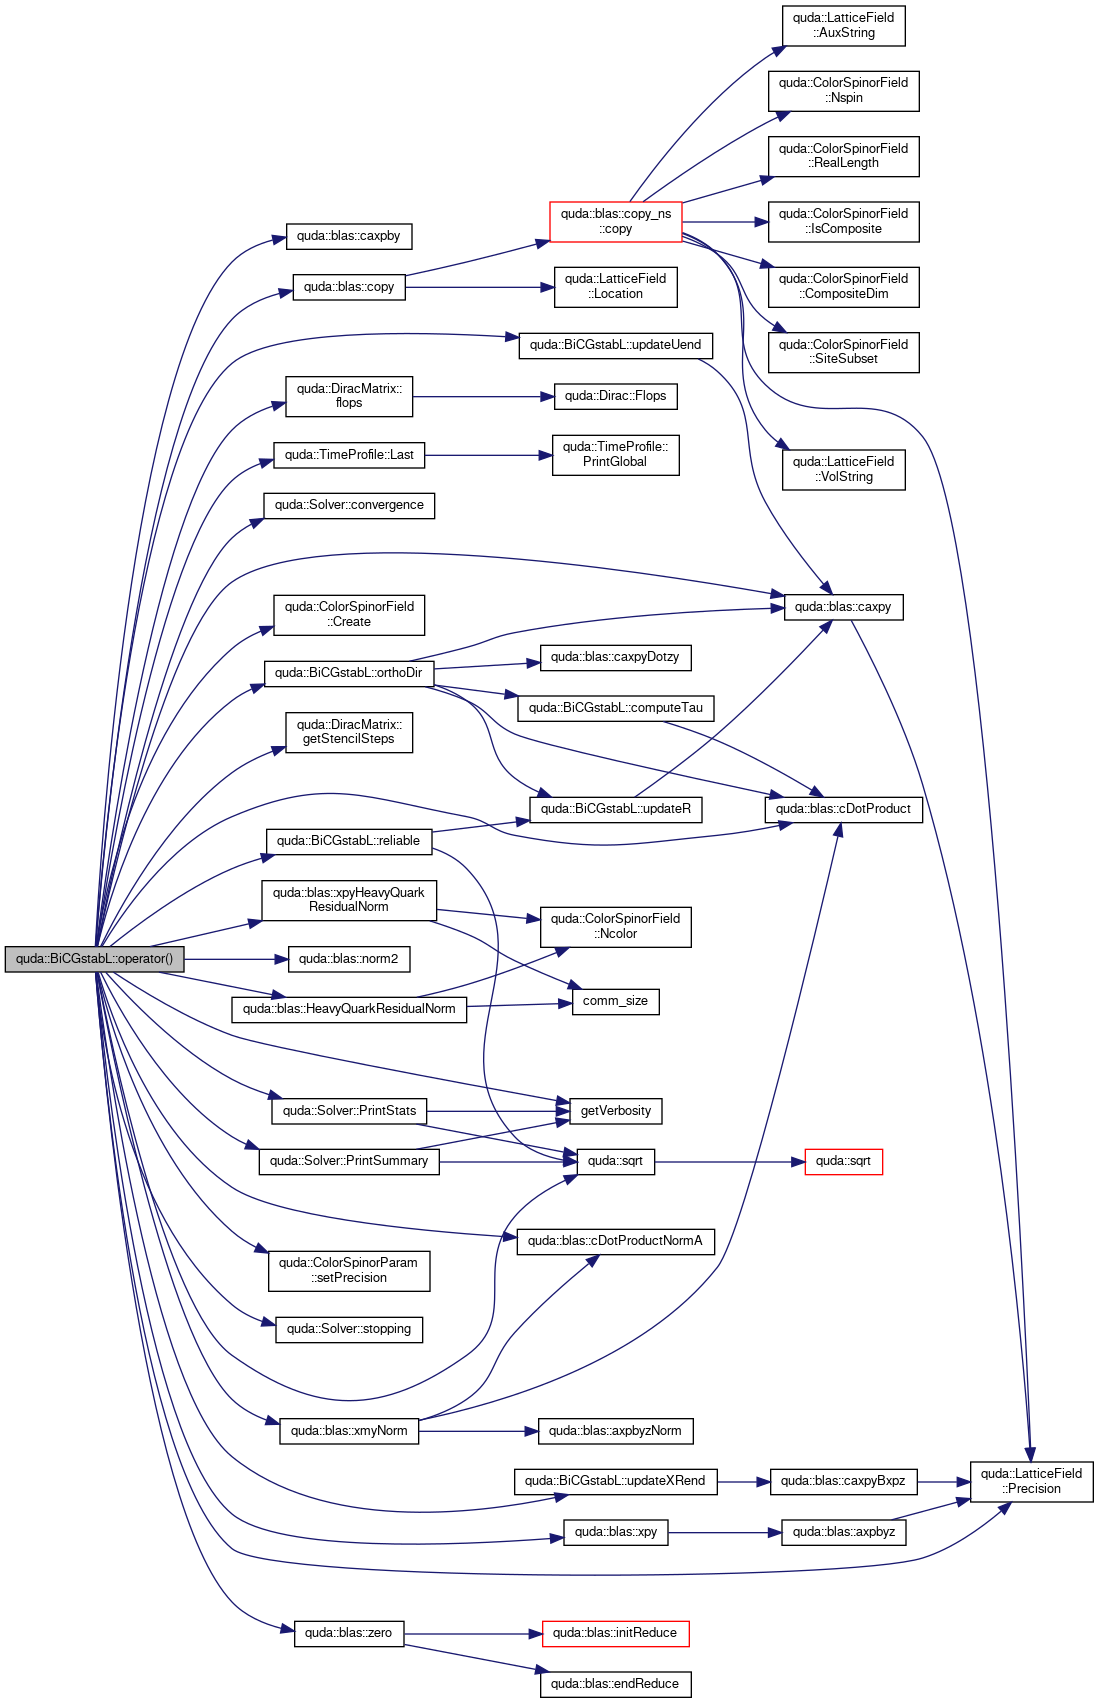 quda::LatticeField
::AuxString
quda::ColorSpinorField
::Nspin
quda::ColorSpinorField
::RealLength
quda::blas::copy_ns
::copy
quda::ColorSpinorField
::IsComposite
quda::blas::caxpby
quda::blas::copy
quda::LatticeField
::Location
quda::ColorSpinorField
::CompositeDim
quda::BiCGstabL::updateUend
quda::ColorSpinorField
::SiteSubset
quda::DiracMatrix::
flops
quda::Dirac::Flops
quda::TimeProfile::Last
quda::TimeProfile::
PrintGlobal
quda::LatticeField
::VolString
quda::Solver::convergence
quda::ColorSpinorField
::Create
quda::blas::caxpy
quda::BiCGstabL::orthoDir
quda::blas::caxpyDotzy
quda::BiCGstabL::computeTau
quda::DiracMatrix::
getStencilSteps
quda::BiCGstabL::updateR
quda::blas::cDotProduct
quda::BiCGstabL::reliable
quda::blas::xpyHeavyQuark
ResidualNorm
quda::ColorSpinorField
::Ncolor
quda::BiCGstabL::operator()
quda::blas::norm2
quda::blas::HeavyQuarkResidualNorm
comm_size
quda::Solver::PrintStats
getVerbosity
quda::Solver::PrintSummary
quda::sqrt
quda::sqrt
quda::blas::cDotProductNormA
quda::ColorSpinorParam
::setPrecision
quda::Solver::stopping
quda::blas::xmyNorm
quda::blas::axpbyzNorm
quda::BiCGstabL::updateXRend
quda::blas::caxpyBxpz
quda::LatticeField
::Precision
quda::blas::xpy
quda::blas::axpbyz
quda::blas::zero
quda::blas::initReduce
quda::blas::endReduce